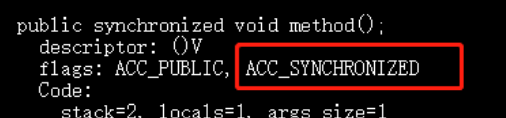 public synchronized void method();
descriptor: ()V
flags: ACC_PUBLIC, ACC_SYNCHRONIZED
Code:
stack=2, locals=1, args_size=1